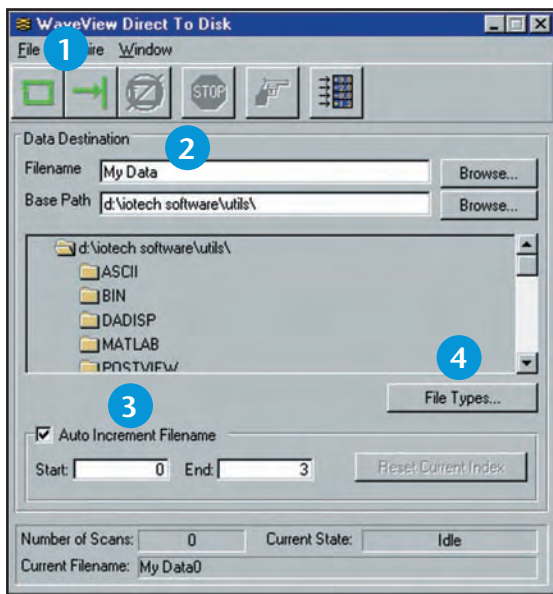 WaveView Direct To Disk
File ire Window
1
STOP
Data Destination
2
Filename My Data Browse...
Base Path d:\iotech software\utils\ Browse...
d:\iotech software\utils\
ASCII
BIN
DADISP
MATLAB
POSTVIEW
4
File Types...
3
Auto Increment Filename
Start: 0 End: 3 Reset Current Index
Number of Scans: 0 Current State: Idle
Current Filename: My Data0